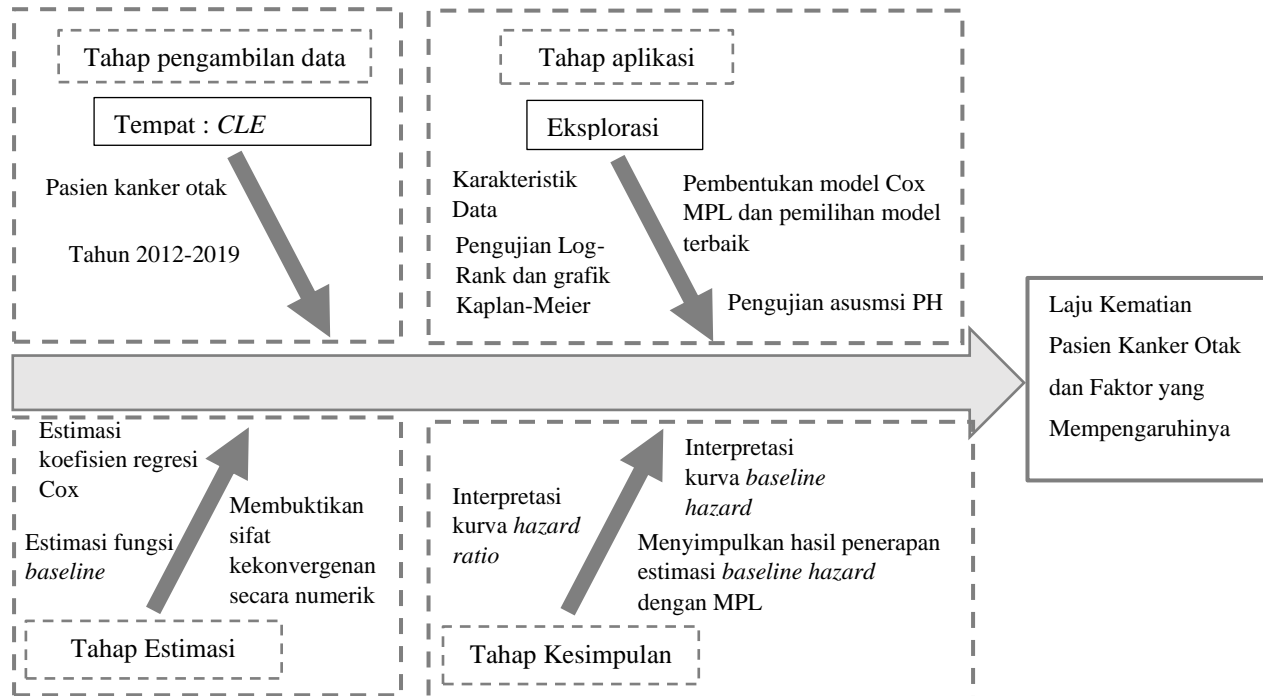 Tahap pengambilan data
Tempat : CLE
Pasien kanker otak
Tahun 2012-2019
Tahap aplikasi
Eksplorasi
Karakteristik
Data
Pengujian Log-
Rank dan grafik
Kaplan-Meier
Pembentukan model Cox
MPL dan pemilihan model
terbaik
Pengujian asusmsi PH
Laju Kematian
Pasien Kanker Otak
dan Faktor yang
Mempengaruhinya
Estimasi
koefisien regresi
Cox
Estimasi fungsi
baseline
Membuktikan
sifat
kekonvergenan
secara numerik
Tahap Estimasi
Interpretasi
kurva hazard
ratio
Interpretasi
kurva baseline
hazard
Menyimpulkan hasil penerapan
estimasi baseline hazard
dengan MPL
Tahap Kesimpulan